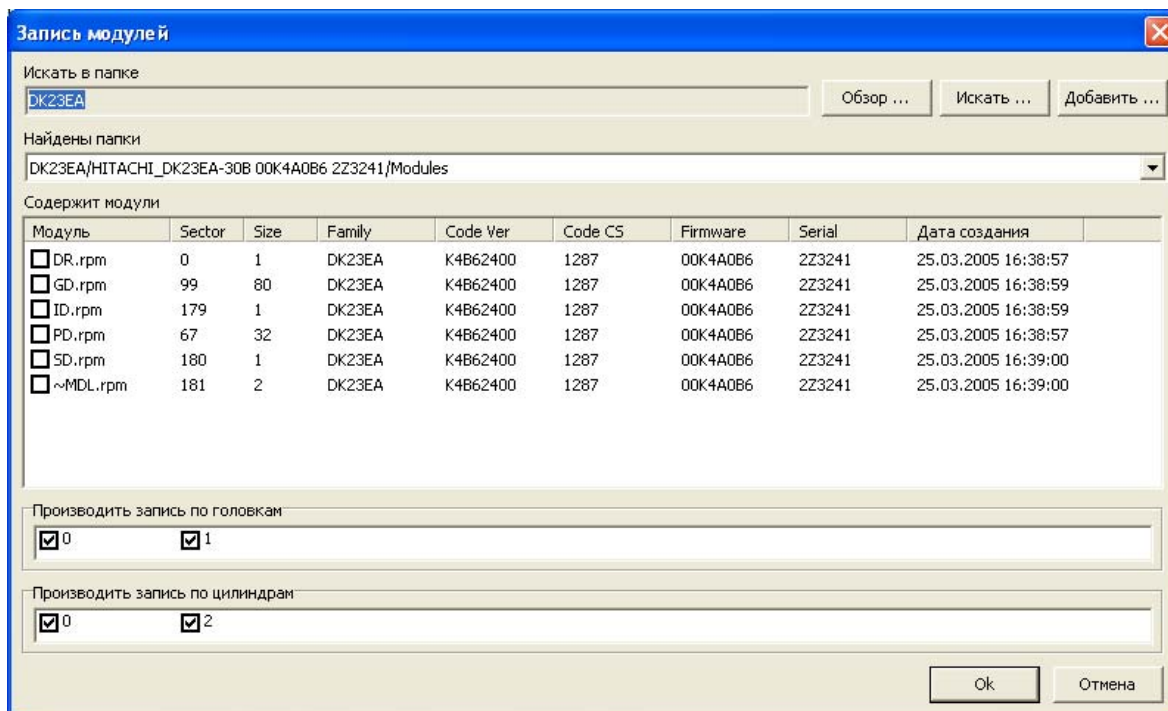 Запись модулей
Искать в папке
DK23EA Обзор ... Искать ... Добавить ...
Найдены папки
DK23EA/HITACHI_DK23EA-30B 00K4A0B6 2Z3241/Modules
Содержит модули
Модуль Sector Size Family Code Ver Code CS Firmware Serial Дата создания
DR.rpm 0 1 DK23EA K4B62400 1287 00K4A0B6 2Z3241 25.03.2005 16:38:57
GD.rpm 99 80 DK23EA K4B62400 1287 00K4A0B6 2Z3241 25.03.2005 16:38:59
ID.rpm 179 1 DK23EA K4B62400 1287 00K4A0B6 2Z3241 25.03.2005 16:38:59
PD.rpm 67 32 DK23EA K4B62400 1287 00K4A0B6 2Z3241 25.03.2005 16:38:57
SD.rpm 180 1 DK23EA K4B62400 1287 00K4A0B6 2Z3241 25.03.2005 16:39:00
~MDL.rpm 181 2 DK23EA K4B62400 1287 00K4A0B6 2Z3241 25.03.2005 16:39:00
Производить запись по головкам
0 1
Производить запись по цилиндрам
0 2
Ok Отмена